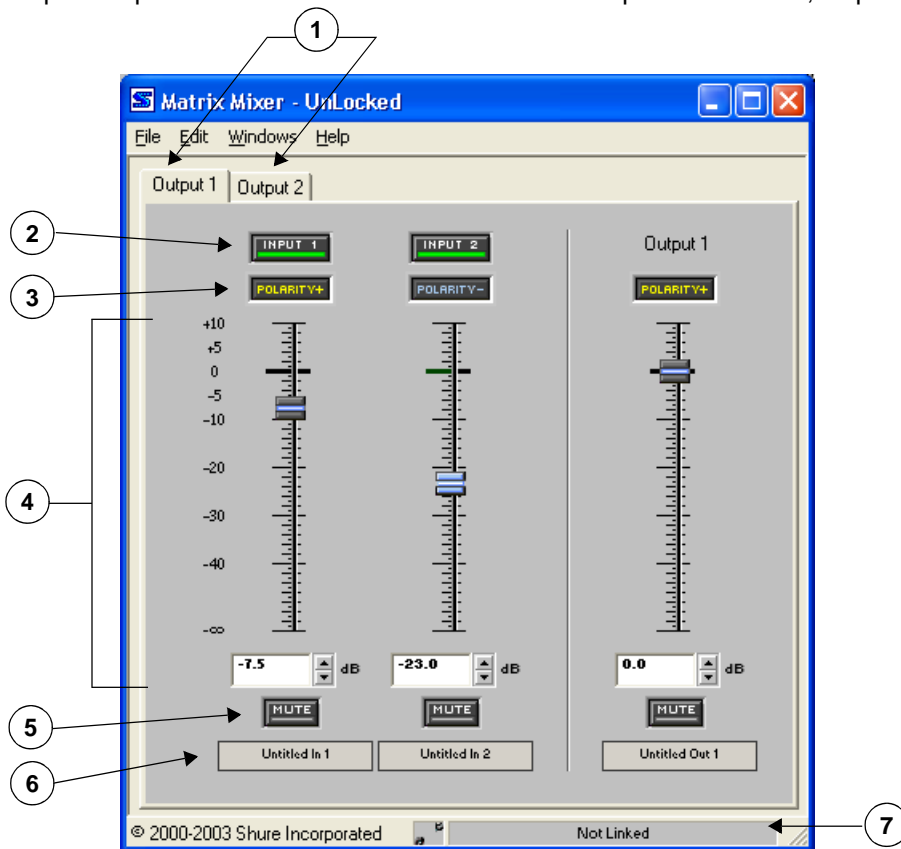 1
Matrix Mixer - UnLocked
File Edit Windows Help
Output 1 Output 2
2
INPUT 1 INPUT 2 Output 1
3
POLARITY+ POLARITY- POLARITY+
+10
+5
0
-5
-10
-20
4
-30
-40
-∞
-7.5 dB -23.0 dB 0.0 dB
5
MUTE MUTE MUTE
6
Untitled In 1 Untitled In 2 Untitled Out 1
© 2000-2003 Shure Incorporated Not Linked
7